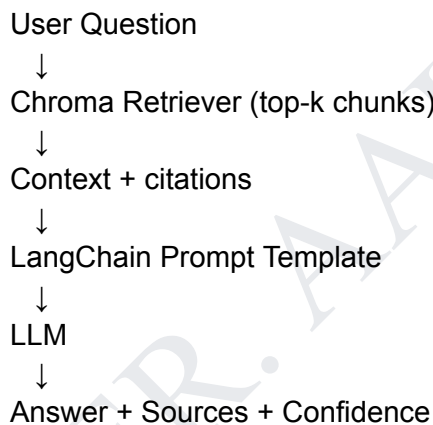 User Question
↓
Chroma Retriever (top-k chunks)
↓
Context + citations
↓
LangChain Prompt Template
↓
LLM
↓
Answer + Sources + Confidence